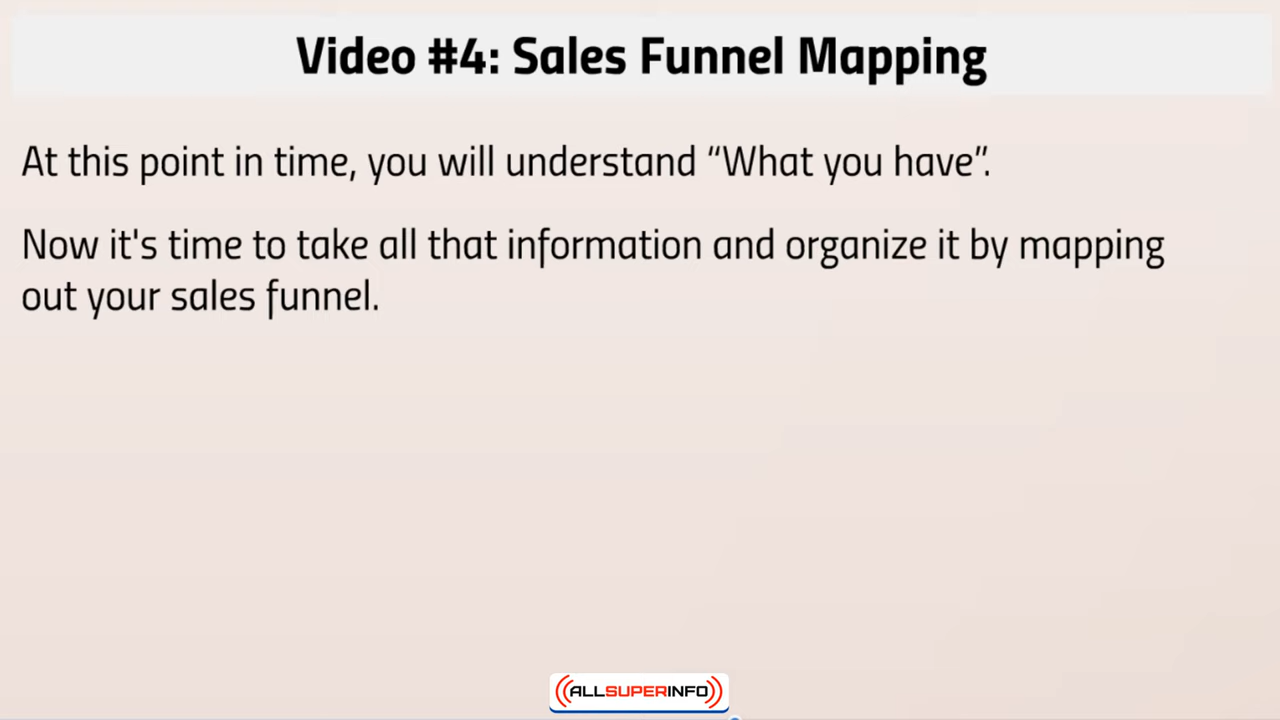 Video #4: Sales Funnel Mapping
At this point in time, you will understand “What you have”.
Now it's time to take all that information and organize it by mapping
out your sales funnel.
ALLSUPERINFO